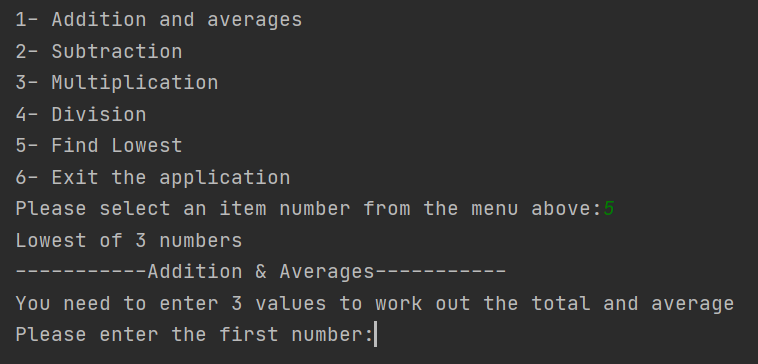 1- Addition and averages
2- Subtraction
3- Multiplication
4- Division
5- Find Lowest
6- Exit the application
Please select an item number from the menu above:5
Lowest of 3 numbers
-----------Addition & Averages-----------
You need to enter 3 values to work out the total and average
Please enter the first number: